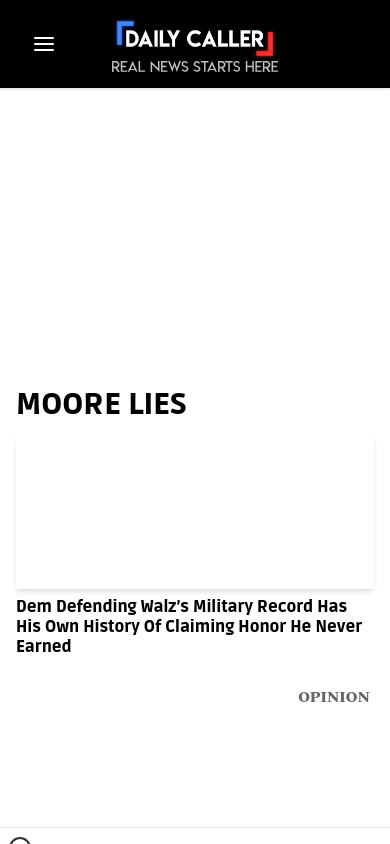 DAILY CALLER
REAL NEWS STARTS HERE
MOORE LIES
Dem Defending Walz's Military Record Has
His Own History Of Claiming Honor He Never
Earned
OPINION